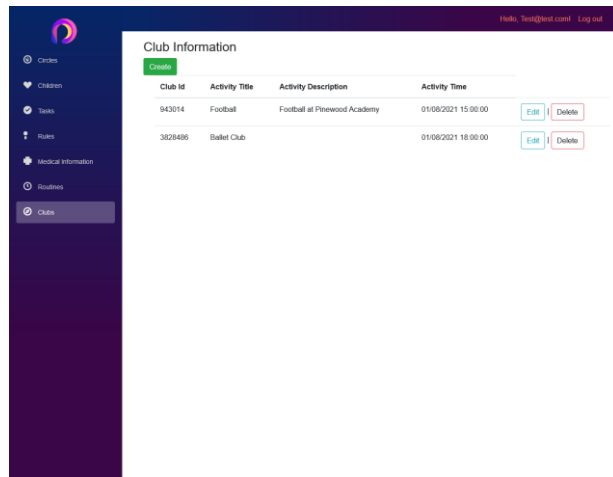 Hello, Test@test.com! Log out
Circles
Children
Tasks
Rules
Medical Information
Routines
Clubs
Club Information
Create
Club Id Activity Title Activity Description Activity Time
943014 Football Football at Pinewood Academy 01/08/2021 15:00:00 Edit | Delete
3828486 Ballet Club 01/08/2021 18:00:00 Edit | Delete